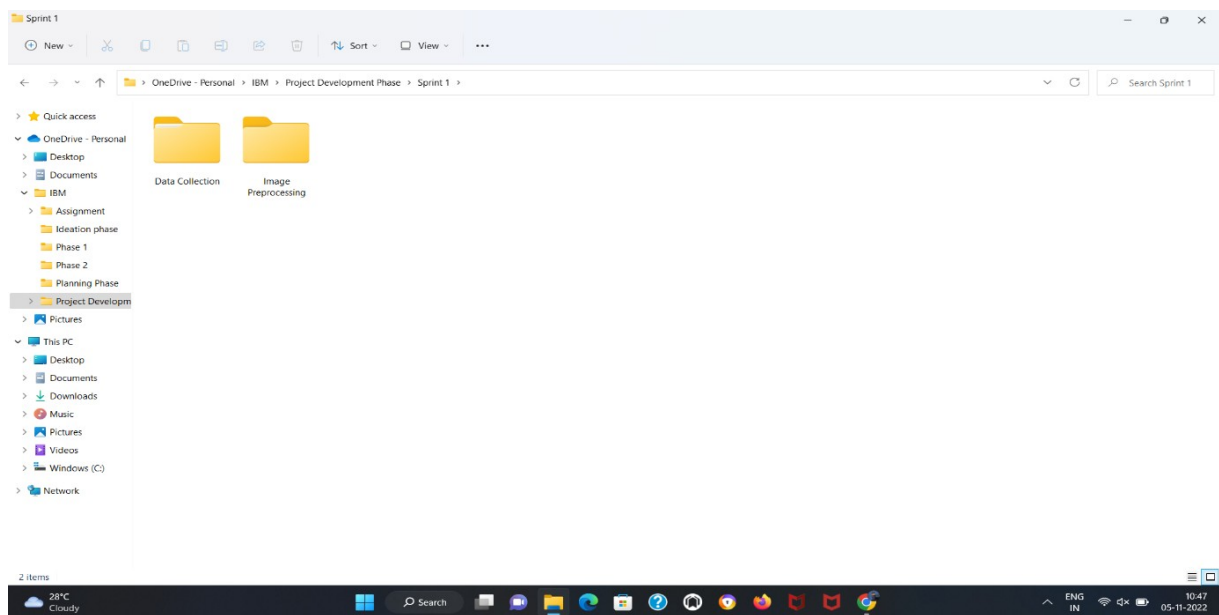 Sprint 1
New
Sort
View
OneDrive - Personal > IBM > Project Development Phase > Sprint 1 >
Search Sprint 1
Quick access
OneDrive - Personal
Desktop
Documents
IBM
Assignment
Ideation phase
Phase 1
Phase 2
Planning Phase
Project Developm
Pictures
This PC
Desktop
Documents
Downloads
Music
Pictures
Videos
Windows (C:)
Network
Data Collection
Image
Preprocessing
2 items
28°C
Cloudy
Search
ENG
IN
10:47
05-11-2022